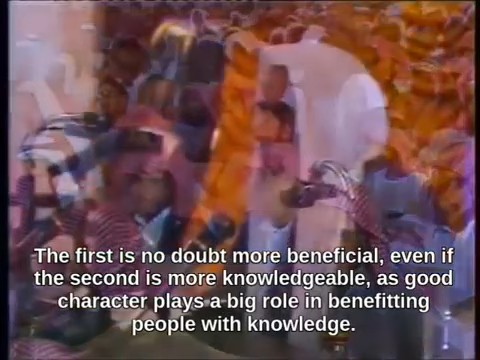 The first is no doubt more beneficial, even if
the second is more knowledgeable, as good
character plays a big role in benefitting
people with knowledge.